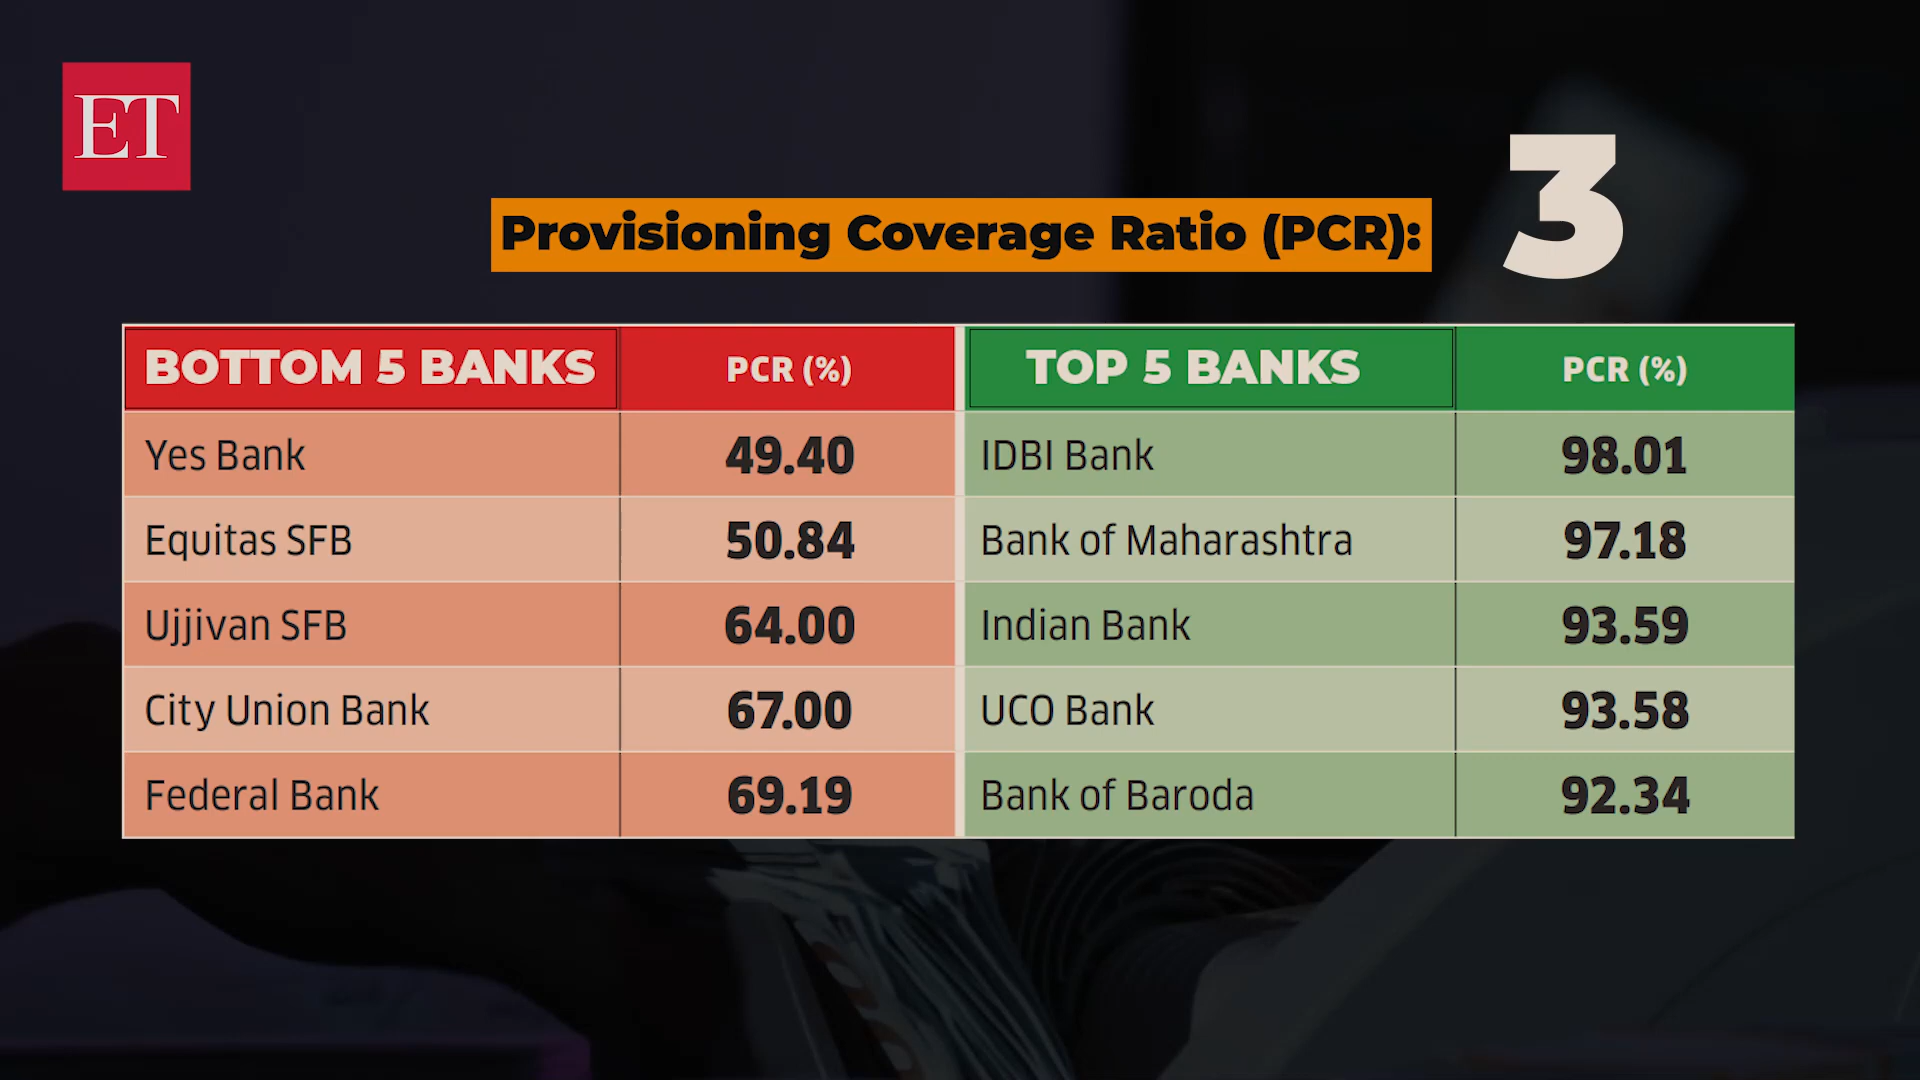 ET
3
Provisioning Coverage Ratio (PCR):
BOTTOM 5 BANKS PCR (%) TOP 5 BANKS PCR (%)
Yes Bank 49.40 IDBI Bank 98.01
Equitas SFB 50.84 Bank of Maharashtra 97.18
Ujjivan SFB 64.00 Indian Bank 93.59
City Union Bank 67.00 UCO Bank 93.58
Federal Bank 69.19 Bank of Baroda 92.34